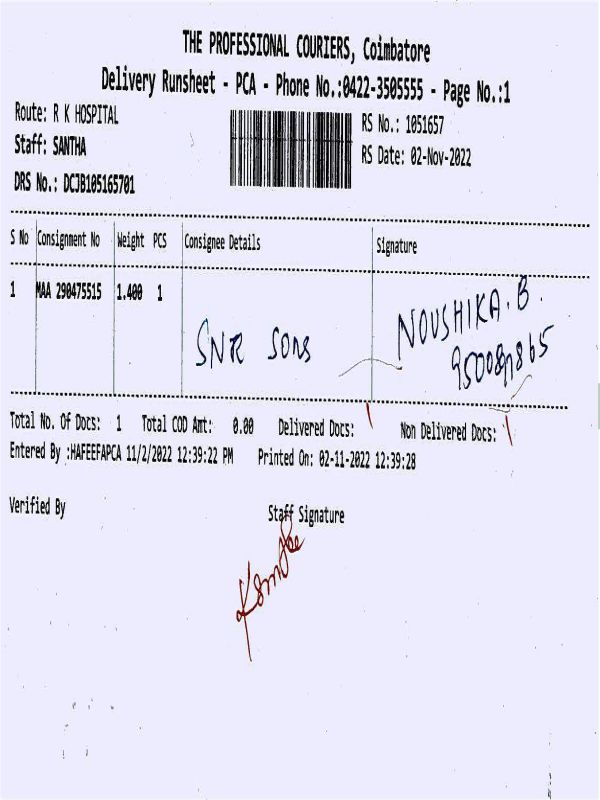 THE PROFESSIONAL COURIERS, Coimbatore
Delivery Runsheet - PCA - Phone No.:0422-3505555 - Page No.:1
Route: R K HOSPITAL
RS No.: 1051657
Staff: SANTHA
RS Date: 02-Nov-2022
DRS No.: DCJB105165701
S No Consignment No Weight PCS Consignee Details Signature
1 MAA 290475515 1.400 1
SNR SONS NOUSHIKA.B.
Total No. Of Docs: 1 Total COD Amt: 0.00 Delivered Docs: 1 Non Delivered Docs: \
Entered By :HAFEEFAPCA 11/2/2022 12:39:22 PM Printed On: 02-11-2022 12:39:28
Verified By Staff Signature